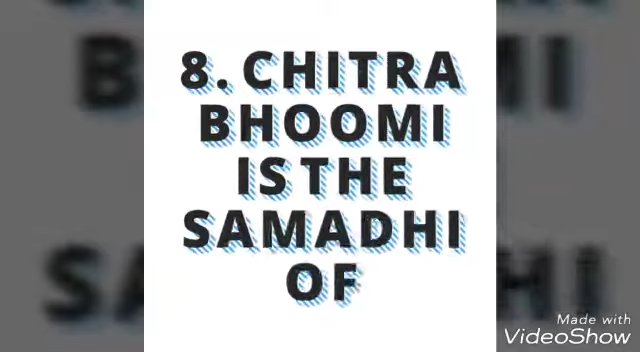 8. CHITRA
BHOOMI
IS THE
SAMADHI
OF
Made with
VideoShow